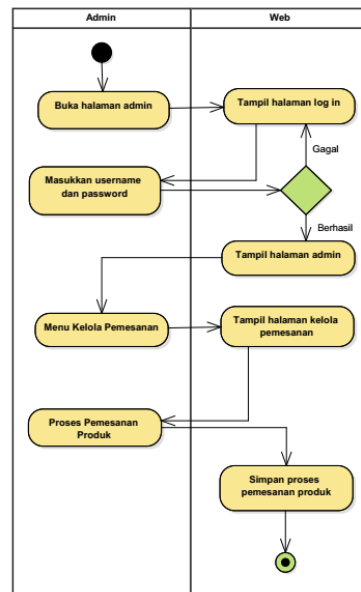 Admin
Web
Buka halaman admin
Tampil halaman log in
Gagal
Masukkan username
dan password
Berhasil
Tampil halaman admin
Menu Kelola Pemesanan
Tampil halaman kelola
pemesanan
Proses Pemesanan
Produk
Simpan proses
pemesanan produk